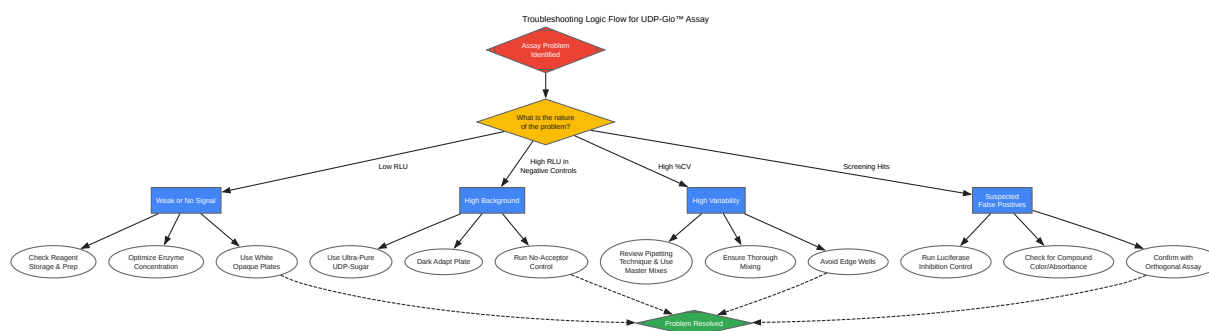 Troubleshooting Logic Flow for UDP-Glo™ Assay
Assay Problem
Identified
What is the nature
of the problem?
Low RLU
High RLU in
Negative Controls
High %CV
Screening Hits
Weak or No Signal
High Background
High Variability
Suspected
False Positives
Check Reagent
Storage & Prep
Optimize Enzyme
Concentration
Use White
Opaque Plates
Use Ultra-Pure
UDP-Sugar
Dark Adapt Plate
Run No-Acceptor
Control
Review Pipetting
Technique & Use
Master Mixes
Ensure Thorough
Mixing
Avoid Edge Wells
Run Luciferase
Inhibition Control
Check for Compound
Color/Absorbance
Confirm with
Orthogonal Assay
Problem Resolved